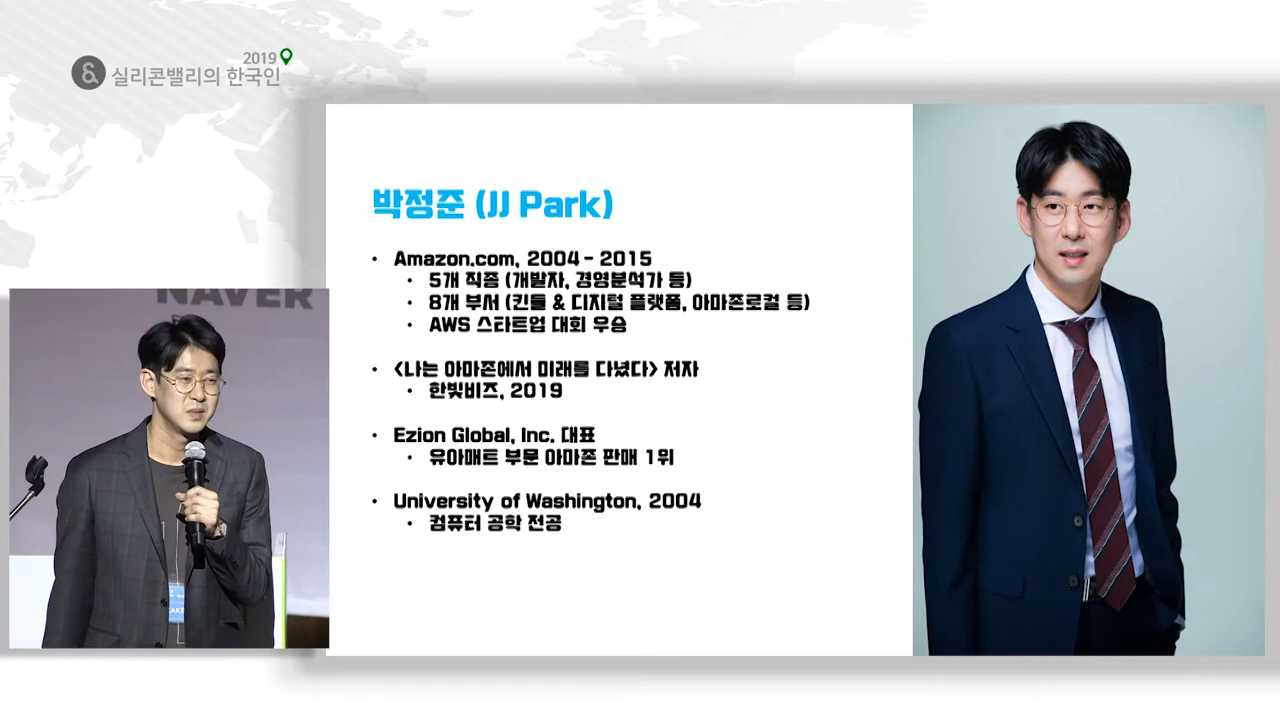 2019
& 실리콘밸리의 한국인
NAVER
박정준 (JJ Park)
• Amazon.com, 2004 – 2015
• 5개 직종 (개발자, 경영분석가 등)
• 8개 부서 (킨들 & 디지털 플랫폼, 아마존로컬 등)
• AWS 스타트업 대회 우승
• <나는 아마존에서 미래를 다녔다> 저자
• 한빛비즈, 2019
• Ezion Global, Inc. 대표
• 유아매트 부문 아마존 판매 1위
• University of Washington, 2004
• 컴퓨터 공학 전공